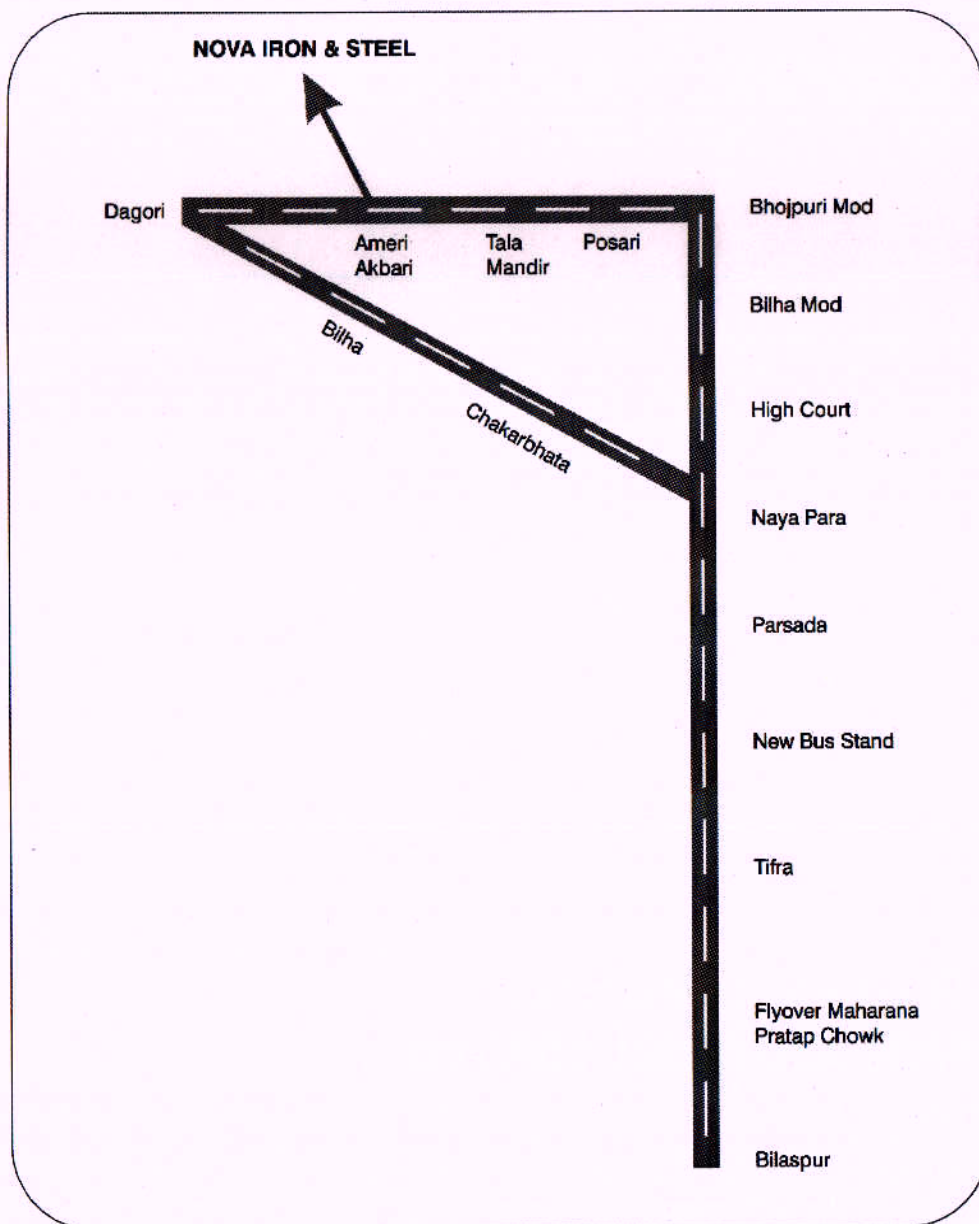 NOVA IRON & STEEL
Dagori
Bhojpuri Mod
Ameri
Akbari
Tala
Mandir
Posari
Bilha Mod
Bilha
High Court
Chakarbhata
Naya Para
Parsada
New Bus Stand
Tifra
Flyover Maharana
Pratap Chowk
Bilaspur